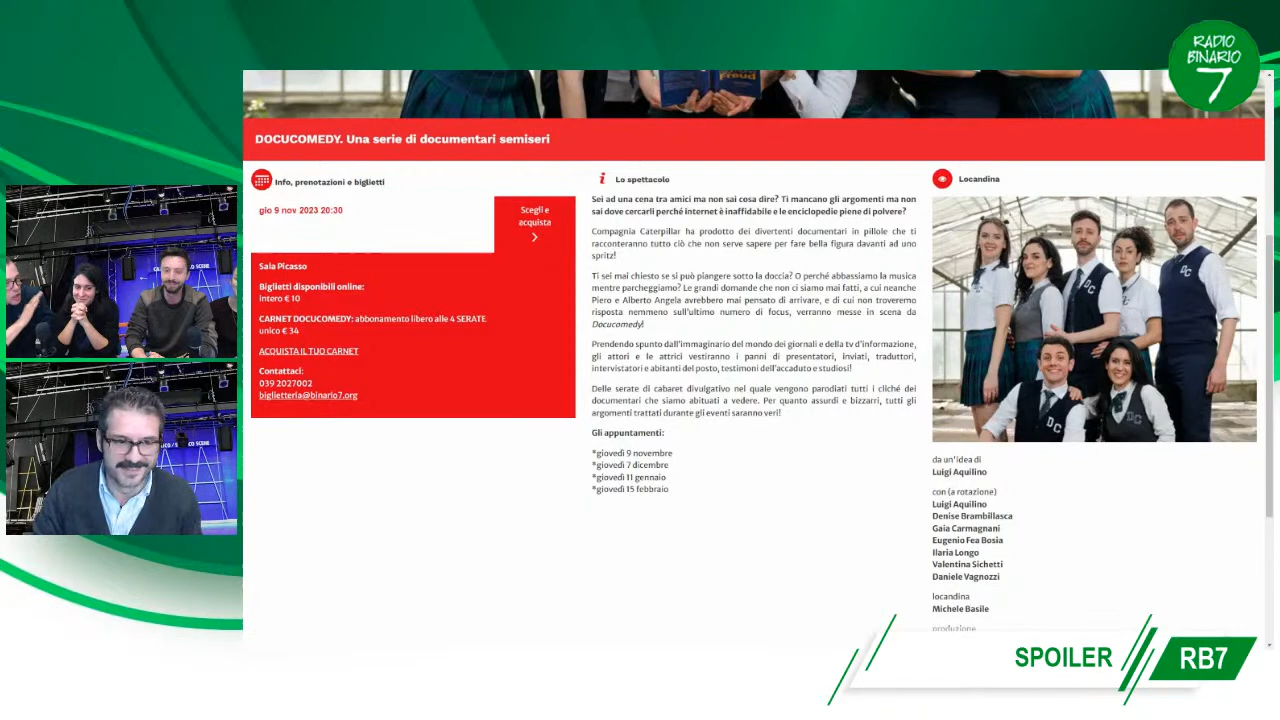 RADIO
BINARIO
7
Freud
DOCUCOMEDY. Una serie di documentari semiseri
Info, prenotazioni e biglietti
gio 9 nov 2023 20:30
Scegli e
acquista
Sala Picasso
Biglietti disponibili online:
intero € 10
CARNET DOCUCOMEDY: abbonamento libero alle 4 SERATE
unico € 34
ACQUISTA IL TUO CARNET
Contattaci:
039 2027002
biglietteria@binario7.org
Lo spettacolo
Sei ad una cena tra amici ma non sai cosa dire? Ti mancano gli argomenti ma non
sai dove cercarli perché internet è inaffidabile e le enciclopedie piene di polvere?
Compagnia Caterpillar ha prodotto dei divertenti documentari in pillole che ti
racconteranno tutto ciò che non serve sapere per fare bella figura davanti ad uno
spritz!
Ti sei mai chiesto se si può piangere sotto la doccia? O perché abbassiamo la musica
mentre parcheggiamo? Le grandi domande che non ci siamo mai fatti, a cui neanche
Piero e Alberto Angela avrebbero mai pensato di arrivare, e di cui non troveremo
risposta nemmeno sull'ultimo numero di focus, verranno messe in scena da
Docucomedy!
Prendendo spunto dall'immaginario del mondo dei giornali e della tv d'informazione,
gli attori e le attrici vestiranno i panni di presentatori, inviati, traduttori,
intervistatori e abitanti del posto, testimoni dell'accaduto e studiosi!
Delle serate di cabaret divulgativo nel quale vengono parodiati tutti i cliché dei
documentari che siamo abituati a vedere. Per quanto assurdi e bizzarri, tutti gli
argomenti trattati durante gli eventi saranno veri!
Gli appuntamenti:
*giovedì 9 novembre
*giovedì 7 dicembre
*giovedì 11 gennaio
*giovedì 15 febbraio
Locandina
DC
DC
DC
DC
DC
da un'idea di
Luigi Aquilino
con (a rotazione)
Luigi Aquilino
Denise Brambillasca
Gaia Carmagnani
Eugenio Fea Bosia
Ilaria Longo
Valentina Sichetti
Daniele Vagnozzi
locandina
Michele Basile
produzione
SPOILER
RB7